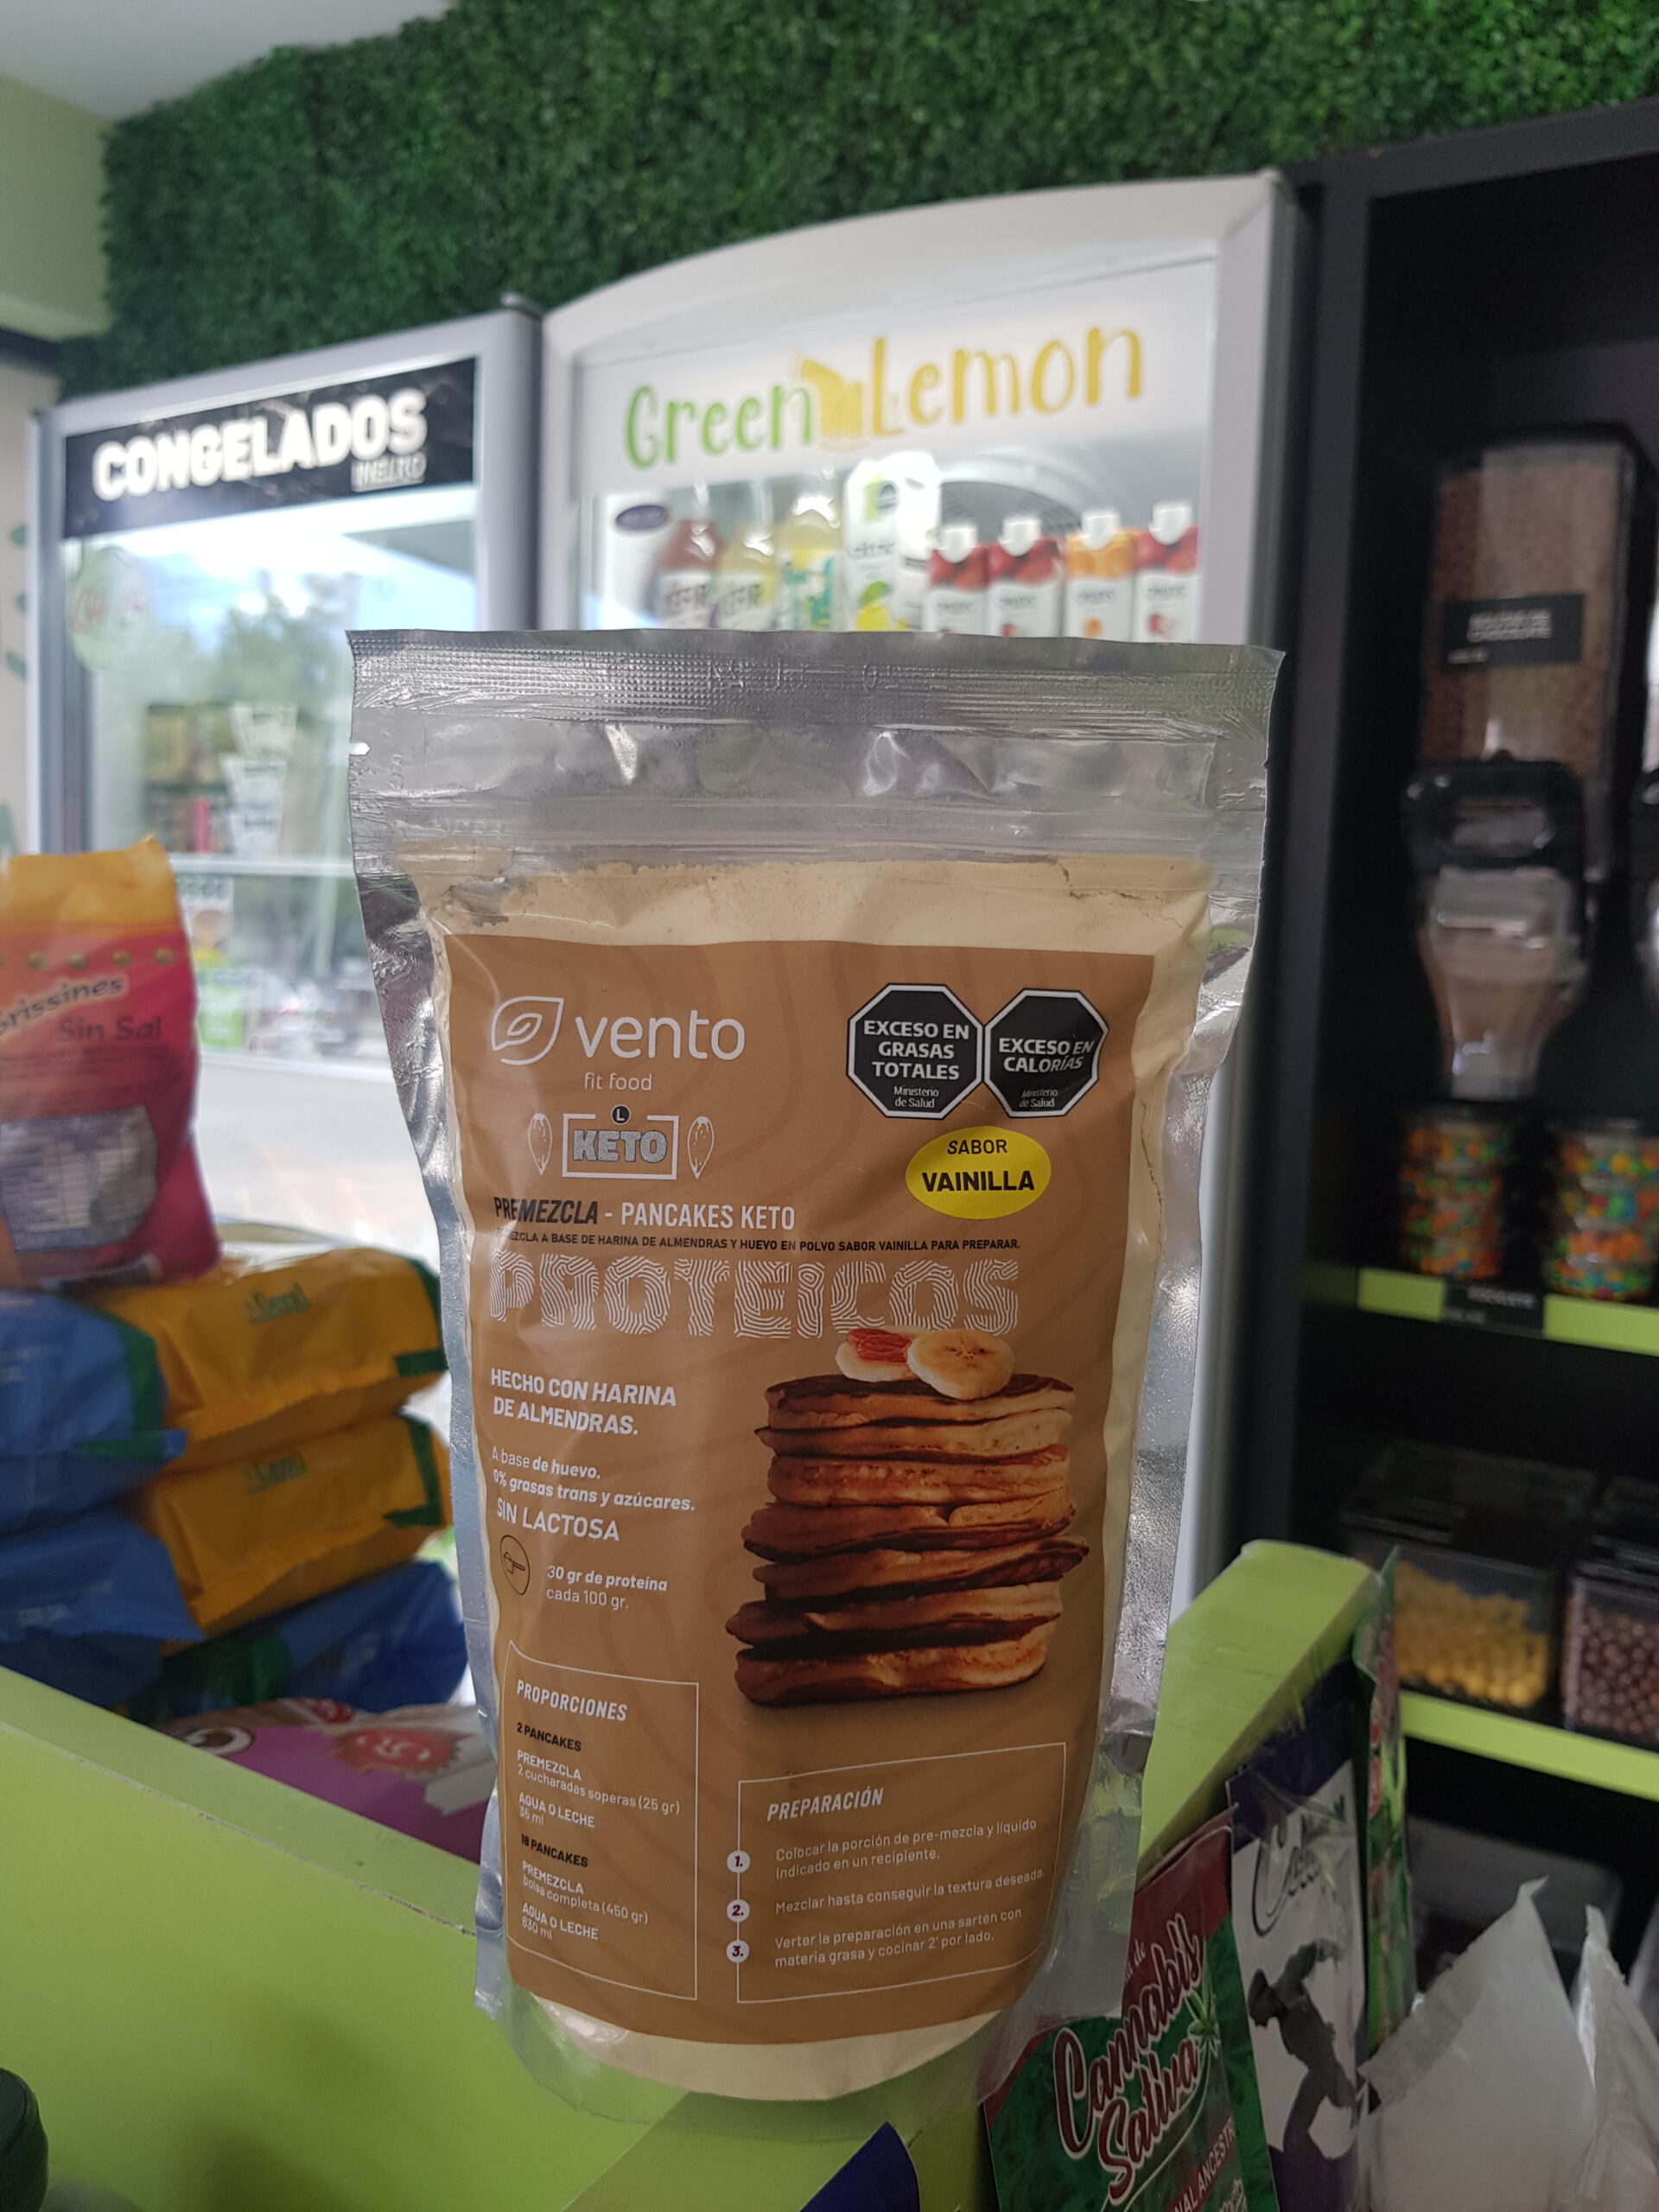 CONGELADOS
Green Lemon
rissines
Sin Sal
vento
fit food
EXCESO EN
GRASAS
TOTALES
Ministerio
de Salud
EXCESO EN
CALORÍAS
Ministerio
de Salud
L
KETO
SABOR
VAINILLA
PREMEZCLA - PANCAKES KETO
EZCLA A BASE DE HARINA DE ALMENDRAS Y HUEVO EN POLVO SABOR VAINILLA PARA PREPARAR.
PROTEICOS
HECHO CON HARINA
DE ALMENDRAS.
A base de huevo.
0% grasas trans y azúcares.
SIN LACTOSA
30 gr de proteína
cada 100 gr.
PROPORCIONES
2 PANCAKES
PREMEZCLA
2 cucharadas soperas (25 gr)
AGUA O LECHE
35 ml
18 PANCAKES
PREMEZCLA
bolsa completa (450 gr)
AGUA O LECHE
630 ml
PREPARACIÓN
1. Colocar la porción de pre-mezcla y líquido
indicado en un recipiente.
2. Mezclar hasta conseguir la textura deseada.
3. Verter la preparación en una sartén con
materia grasa y cocinar 2' por lado.
de
Cannabis
Sativa